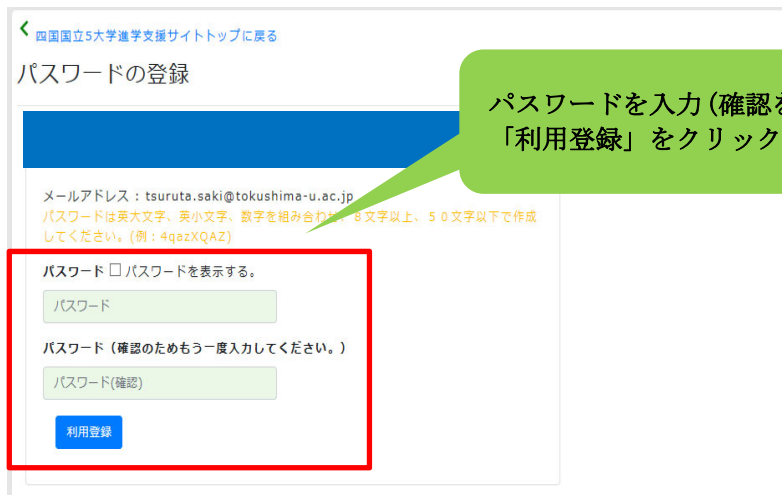 四国国立5大学進学支援サイトトップに戻る
パスワードの登録
パスワードを入力(確認
「利用登録」をクリック
メールアドレス : tsuruta.saki@tokushima-u.ac.jp
パスワードは英大文字、英小文字、数字を組み合わせ、8文字以上、50文字以下で作成
してください。(例 : 4qazXQAZ)
パスワード パスワードを表示する。
パスワード
パスワード(確認のためもう一度入力してください。)
パスワード(確認)
利用登録